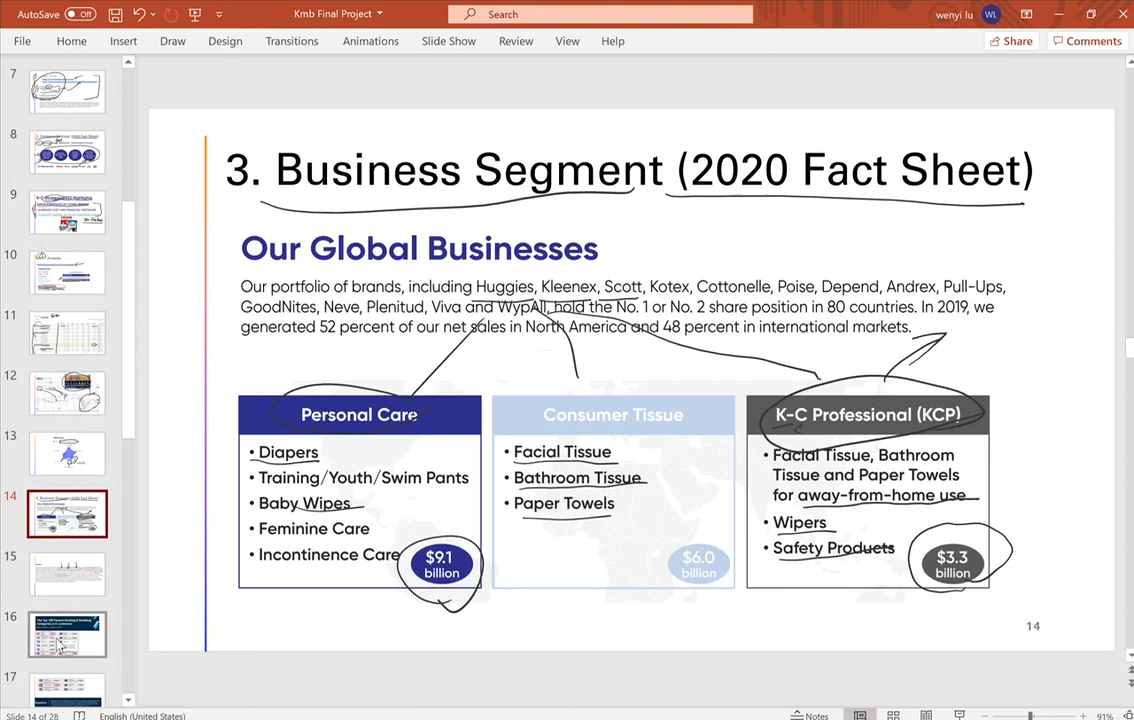 AutoSave Off
Kmb Final Project
Search
wenyi lu WL
File Home Insert Draw Design Transitions Animations Slide Show Review View Help Share Comments
7
8
9
10
11
12
13
14
15
16
17
3. Business Segment (2020 Fact Sheet)
Our Global Businesses
Our portfolio of brands, including Huggies, Kleenex, Scott, Kotex, Cottonelle, Poise, Depend, Andrex, Pull-Ups,
GoodNites, Neve, Plenitud, Viva and WypAll, hold the No. 1 or No. 2 share position in 80 countries. In 2019, we
generated 52 percent of our net sales in North America and 48 percent in international markets.
Personal Care
• Diapers
• Training/Youth/Swim Pants
• Baby Wipes
• Feminine Care
• Incontinence Care
$9.1
billion
Consumer Tissue
• Facial Tissue
• Bathroom Tissue
• Paper Towels
$6.0
billion
K-C Professional (KCP)
• Facial Tissue, Bathroom
Tissue and Paper Towels
for away-from-home use
• Wipers
• Safety Products
$3.3
billion
14
Slide 14 of 28 English (United States) Notes 91%